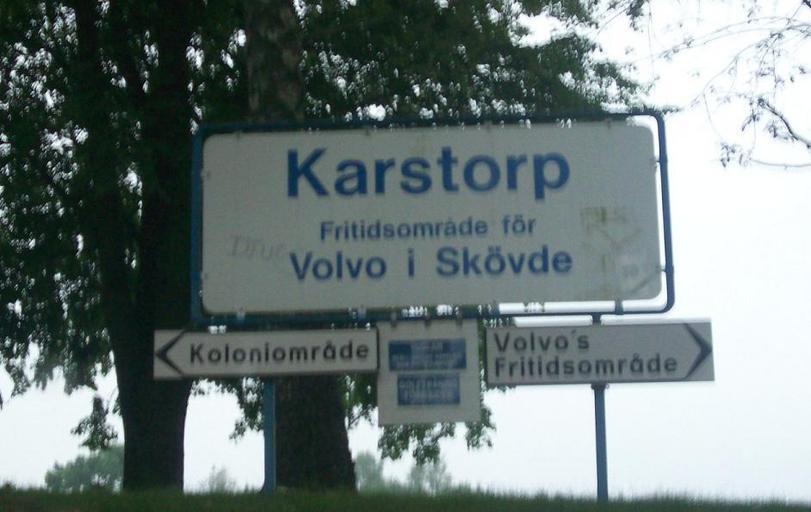 Karstorp
Fritidsområde för
Volvo i Skövde
Koloniområde
Volvo´s
Fritidsområde